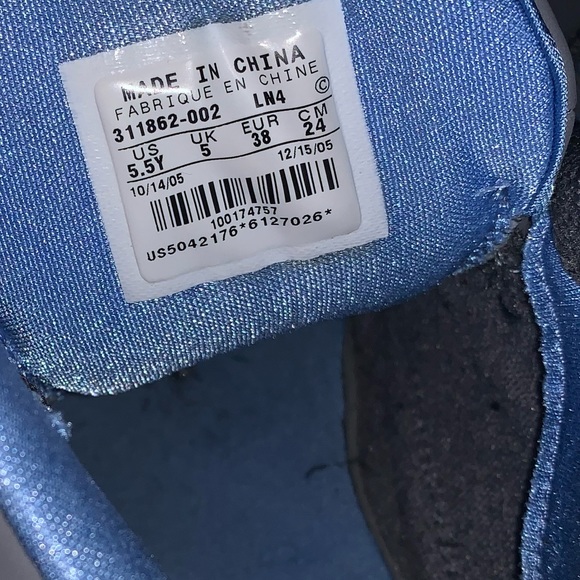 MADE IN CHINA
FABRIQUE EN CHINE
311862-002 LN4 ©
US UK EUR CM
5.5Y 5 38 24
10/14/05 12/15/05
100174757
US5042176*6127026*